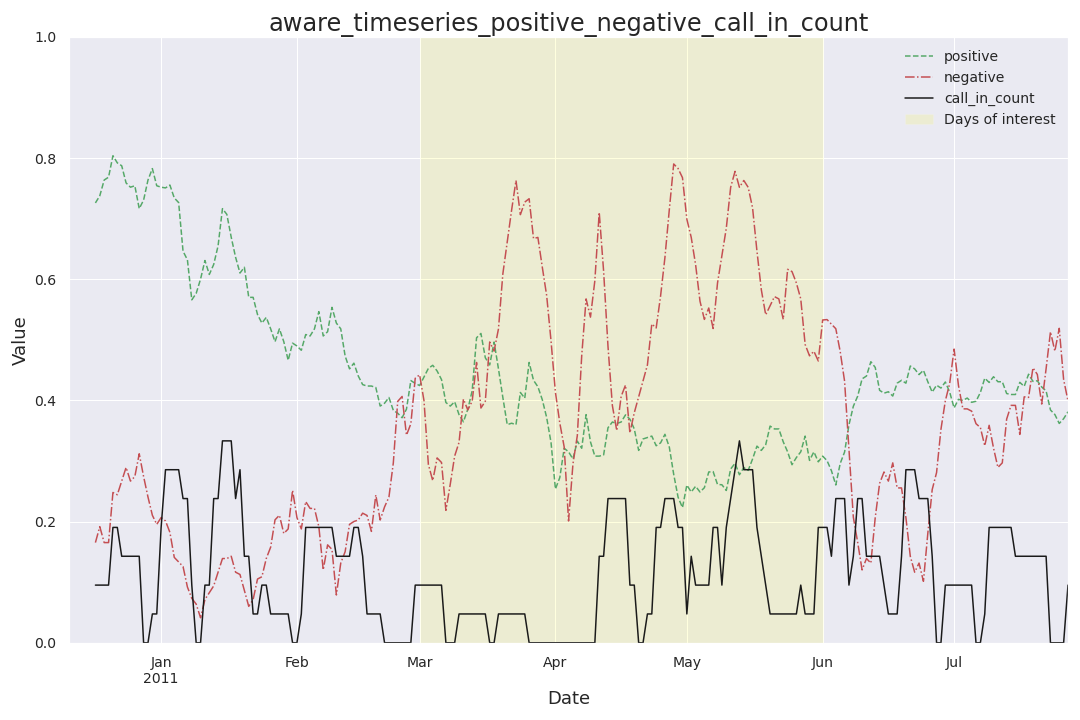 aware_timeseries_positive_negative_call_in_count
1.0
0.8
0.6
0.4
0.2
0.0
Value
positive
negative
call_in_count
Days of interest
Jan
2011
Feb
Mar
Apr
May
Jun
Jul
Date